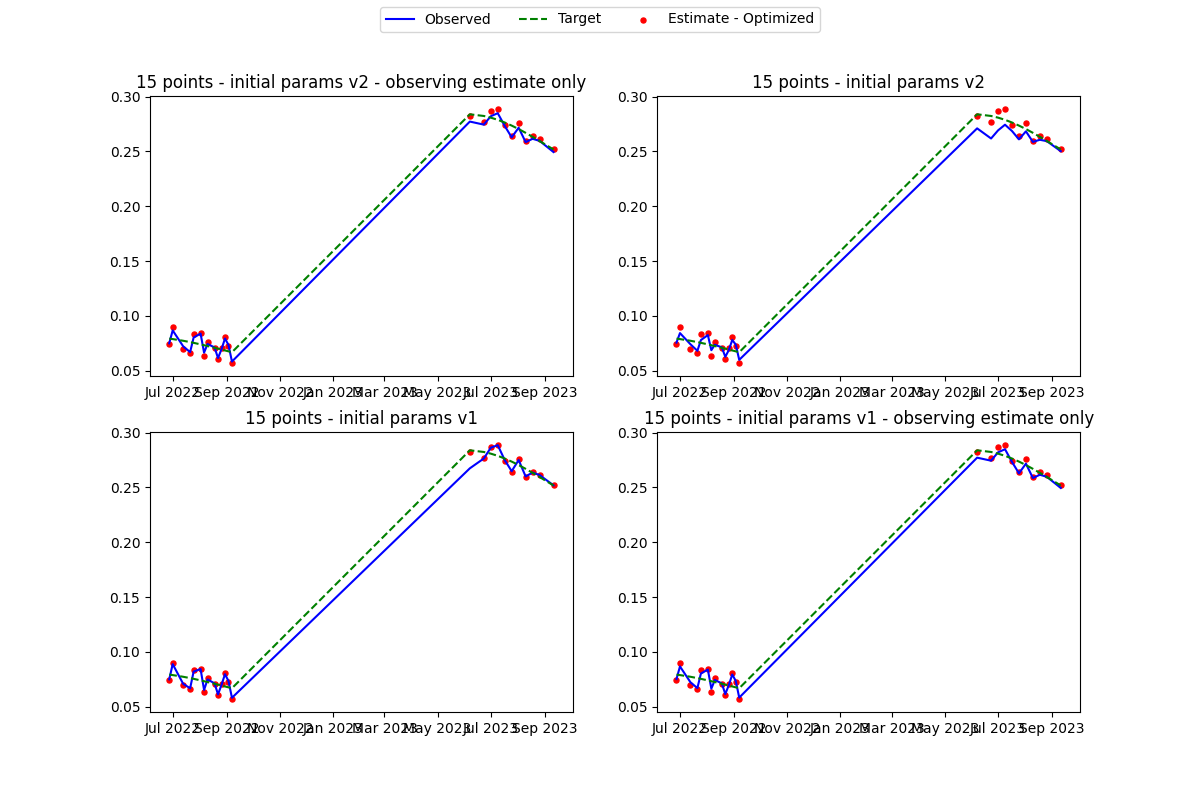 Observed Target Estimate - Optimized
15 points - initial params v2 - observing estimate only
15 points - initial params v2
0.30
0.25
0.20
0.15
0.10
0.05
Jul 2022 Sep 2022 Nov 2022 Jan 2023 Mar 2023 May 2023 Jul 2023 Sep 2023
0.30
0.25
0.20
0.15
0.10
0.05
Jul 2022 Sep 2022 Nov 2022 Jan 2023 Mar 2023 May 2023 Jul 2023 Sep 2023
15 points - initial params v1
15 points - initial params v1 - observing estimate only
0.30
0.25
0.20
0.15
0.10
0.05
Jul 2022 Sep 2022 Nov 2022 Jan 2023 Mar 2023 May 2023 Jul 2023 Sep 2023
0.30
0.25
0.20
0.15
0.10
0.05
Jul 2022 Sep 2022 Nov 2022 Jan 2023 Mar 2023 May 2023 Jul 2023 Sep 2023